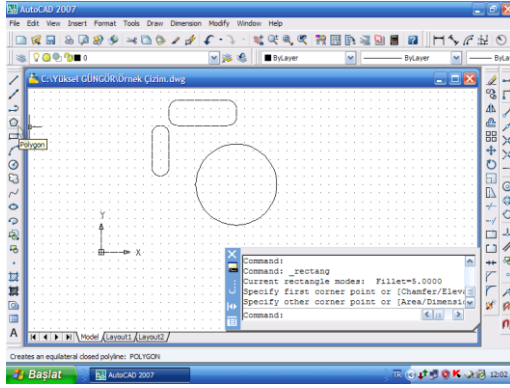 AutoCAD 2007
File Edit View Insert Format Tools Draw Dimension Modify Window Help
0 ByLayer ByLayer ByLa
C:\Yüksel GÜNGÖR\Örnek Çizim.dwg
Polygon
Y
X
Command:
Command: _rectang
Current rectangle modes: Fillet=5.0000
Specify first corner point or [Chamfer/Eleva
Specify other corner point or [Area/Dimensio
Command:
Model Layout1 Layout2
Creates an equilateral closed polyline: POLYGON
Başlat AutoCAD 2007 TR 12:02